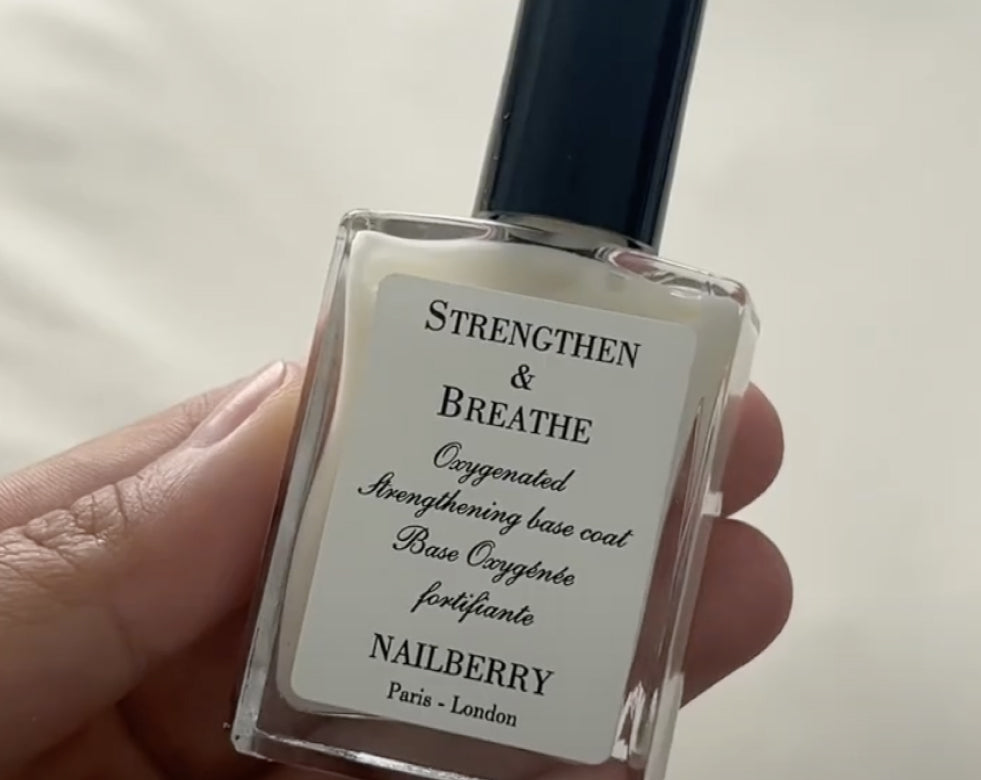 STRENGTHEN
&
BREATHE
Oxygenated
Strengthening base coat
Base Oxygénée
fortifiante
NAILBERRY
Paris - London